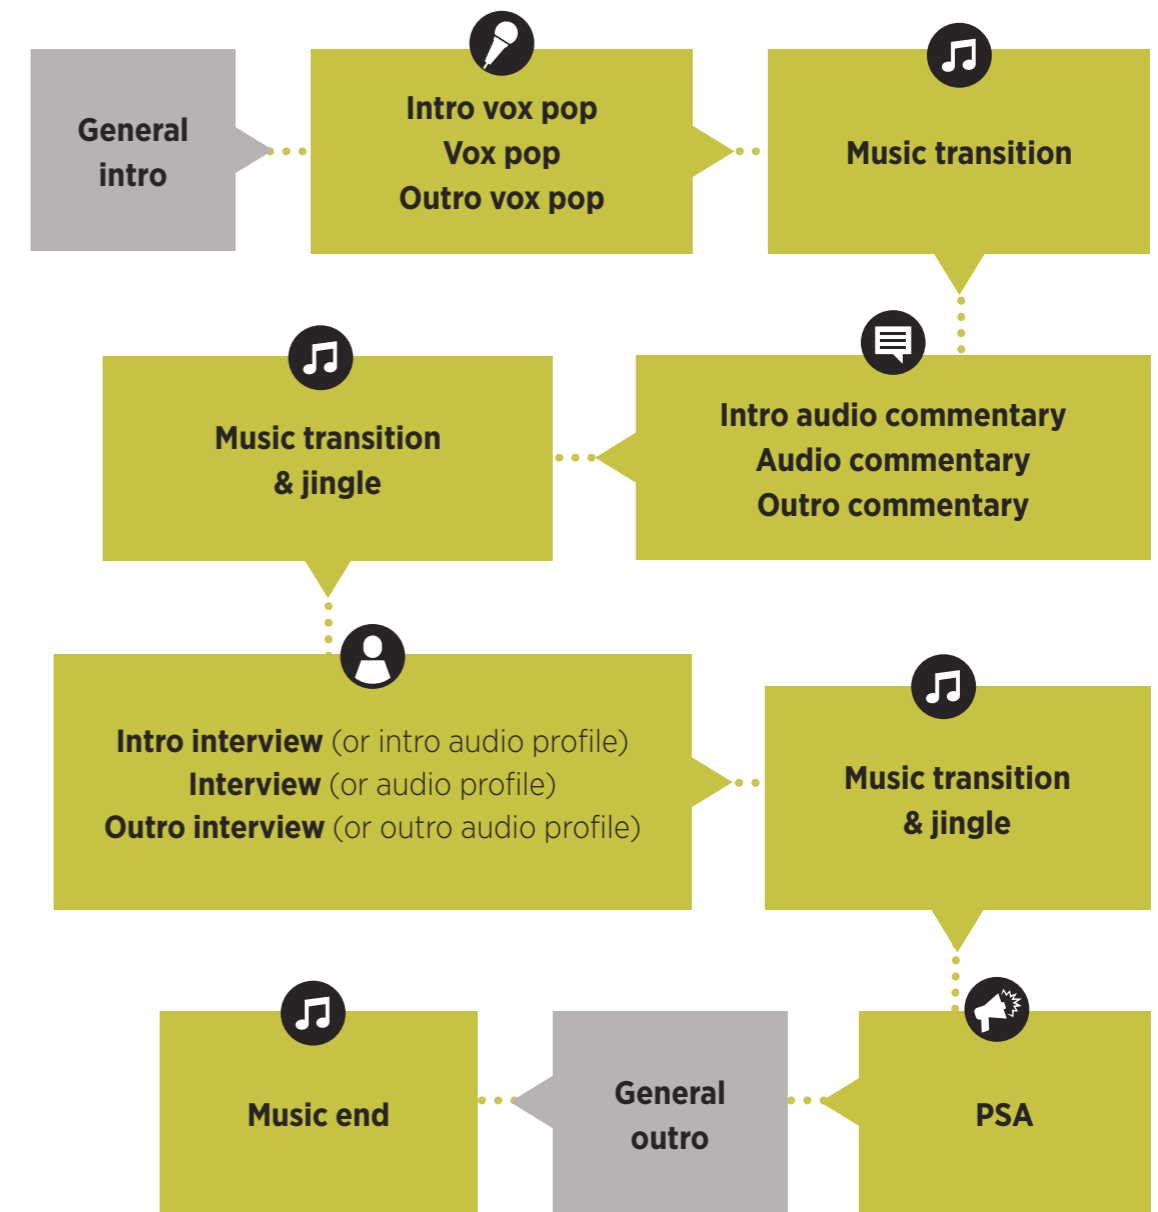 General
intro
Intro vox pop
Vox pop
Outro vox pop
Music transition
Intro audio commentary
Audio commentary
Outro commentary
Music transition
& jingle
Intro interview (or intro audio profile)
Interview (or audio profile)
Outro interview (or outro audio profile)
Music transition
& jingle
PSA
General
outro
Music end